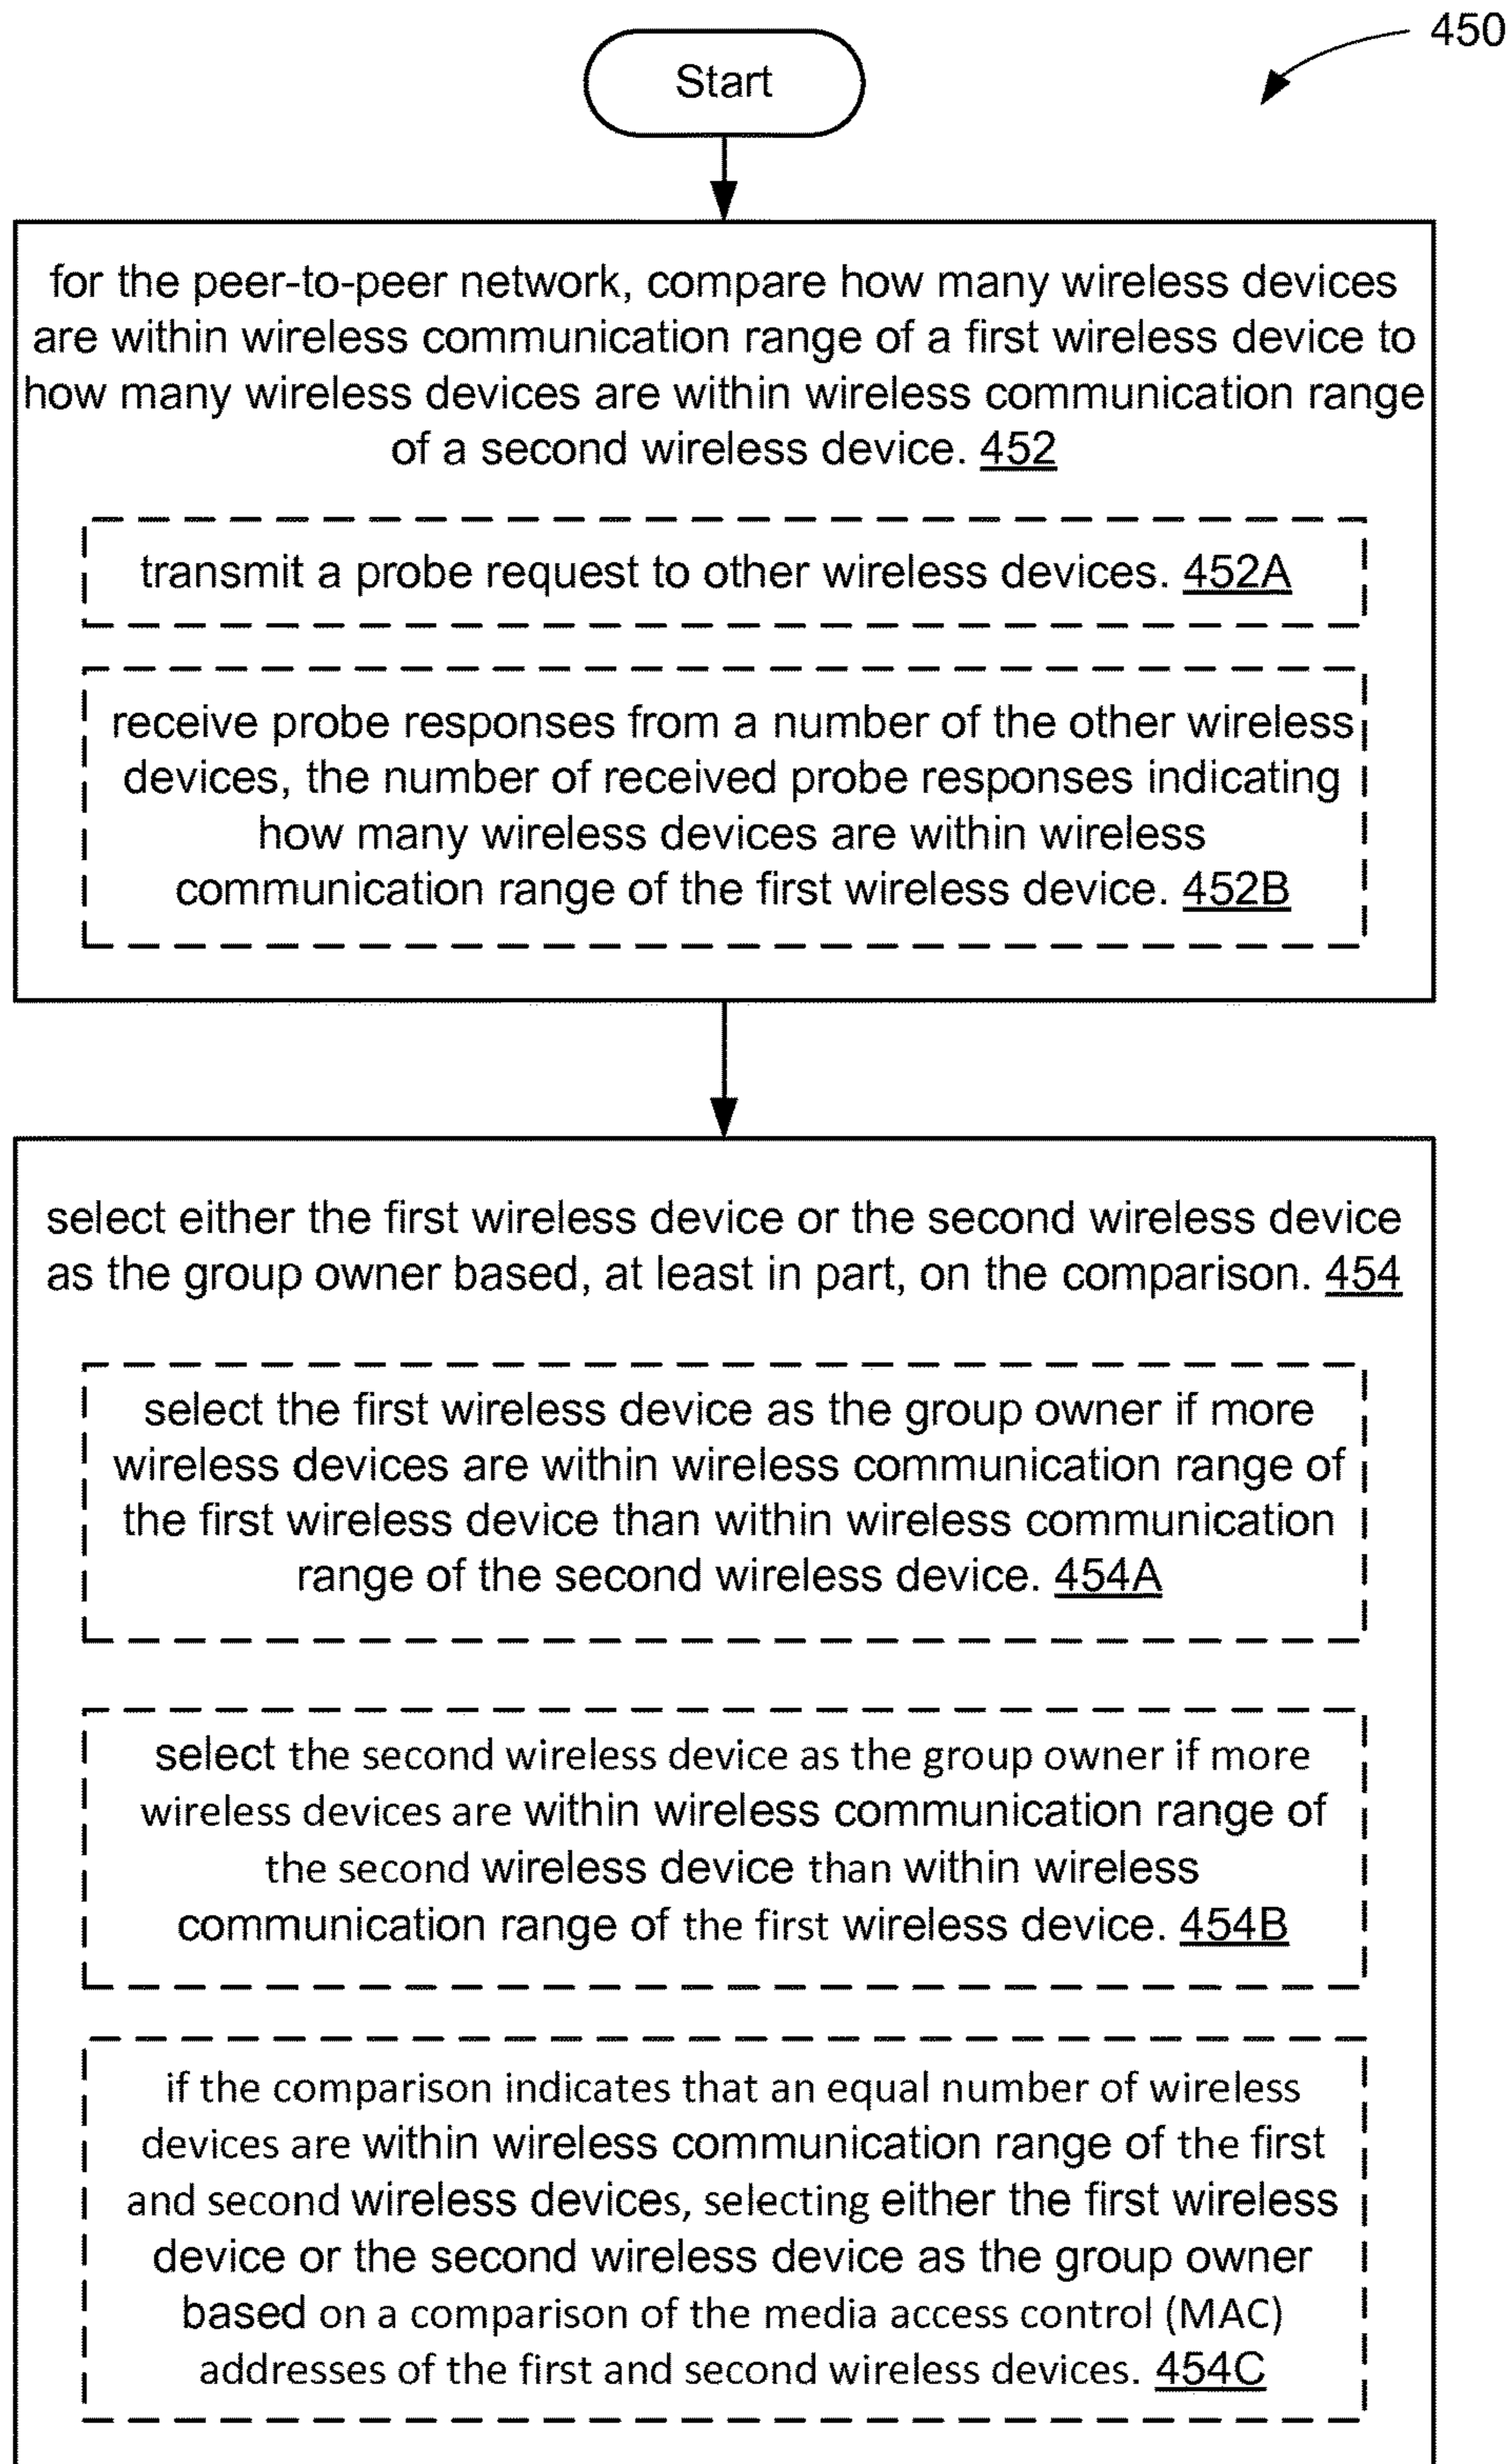 450
Start
for the peer-to-peer network, compare how many wireless devices
are within wireless communication range of a first wireless device to
how many wireless devices are within wireless communication range
of a second wireless device. 452
transmit a probe request to other wireless devices. 452A
receive probe responses from a number of the other wireless
devices, the number of received probe responses indicating
how many wireless devices are within wireless
communication range of the first wireless device. 452B
select either the first wireless device or the second wireless device
as the group owner based, at least in part, on the comparison. 454
select the first wireless device as the group owner if more
wireless devices are within wireless communication range of
the first wireless device than within wireless communication
range of the second wireless device. 454A
select the second wireless device as the group owner if more
wireless devices are within wireless communication range of
the second wireless device than within wireless
communication range of the first wireless device. 454B
if the comparison indicates that an equal number of wireless
devices are within wireless communication range of the first
and second wireless devices, selecting either the first wireless
device or the second wireless device as the group owner
based on a comparison of the media access control (MAC)
addresses of the first and second wireless devices. 454C